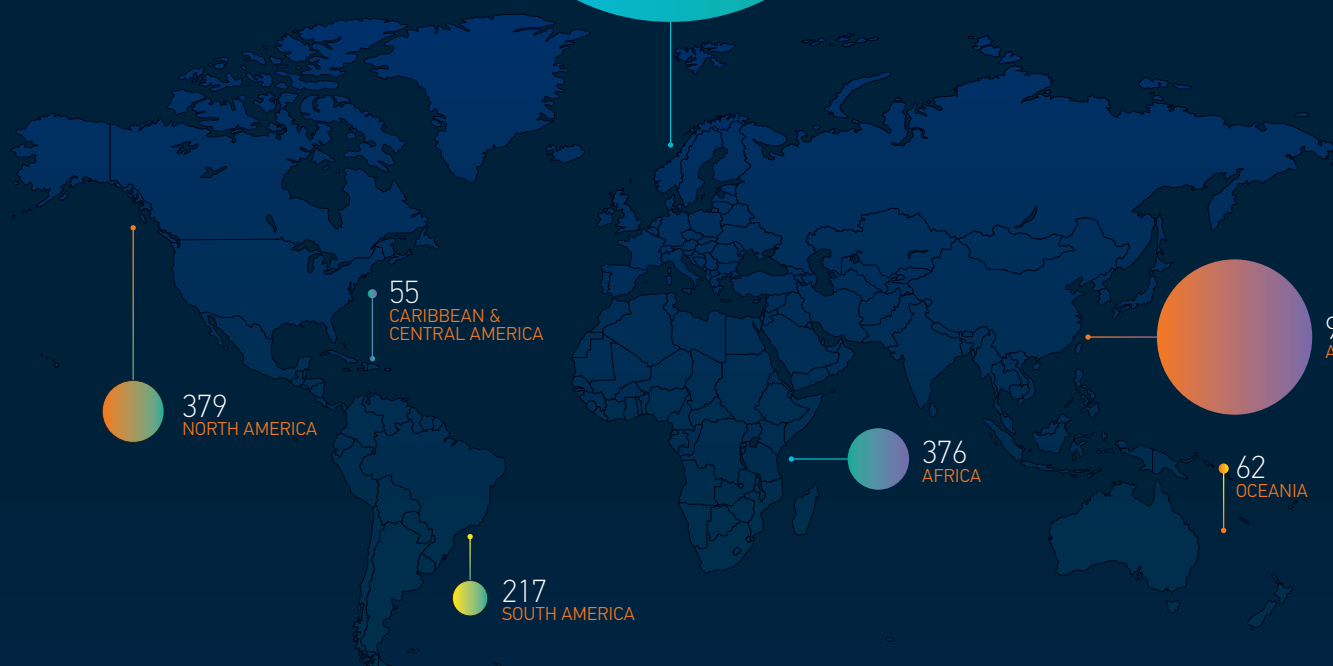 55
CARIBBEAN &
CENTRAL AMERICA
379
NORTH AMERICA
376
AFRICA
62
OCEANIA
217
SOUTH AMERICA